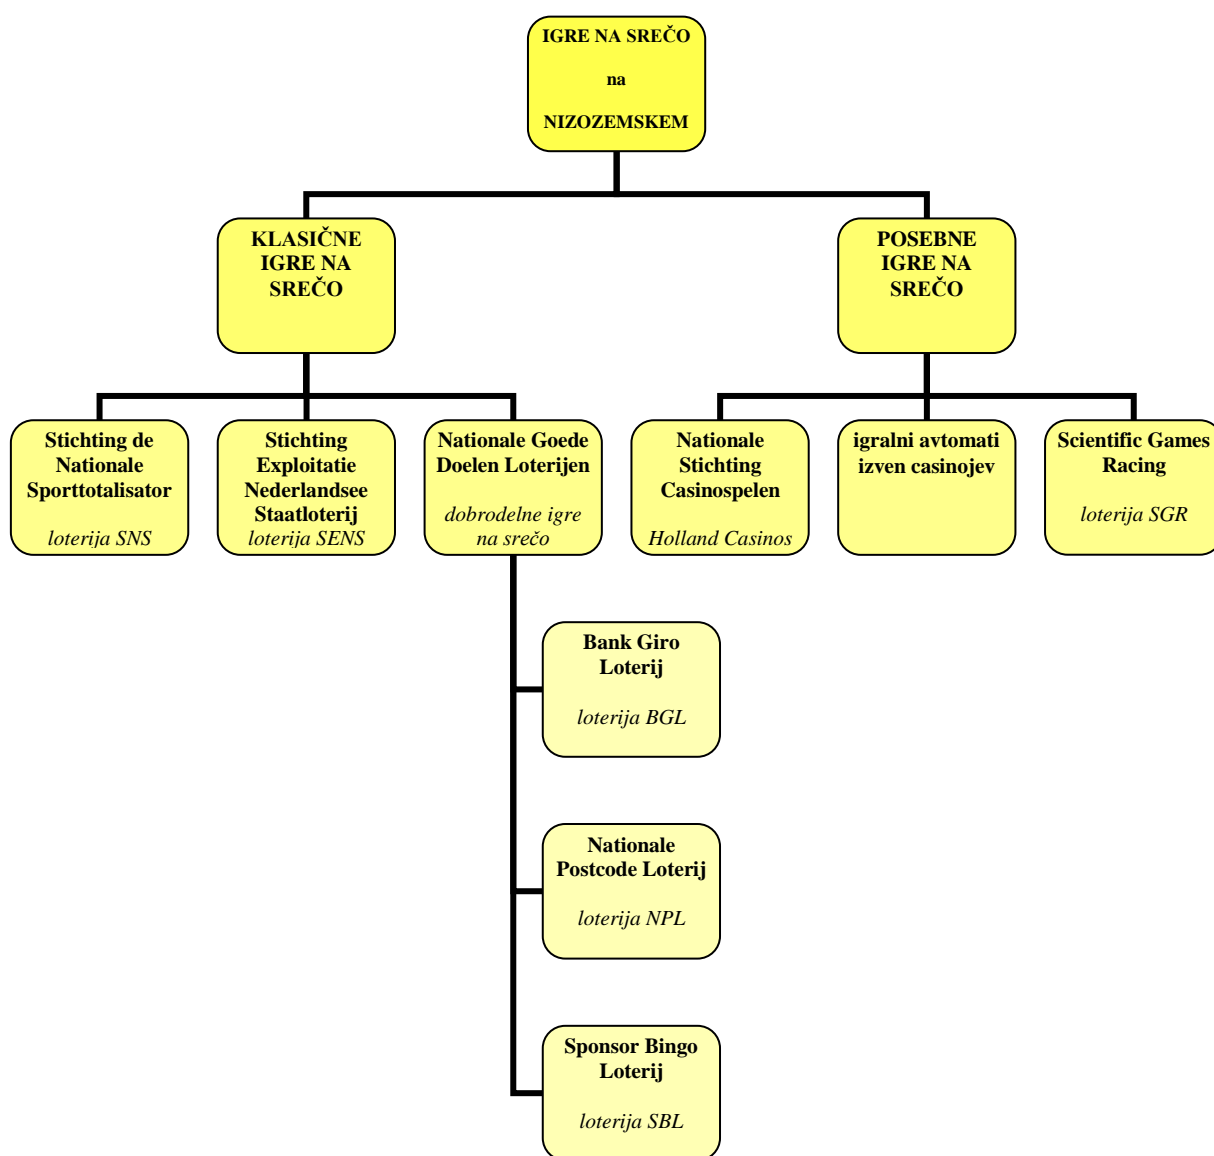 IGRE NA SREČO
na
NIZOZEMSKEM
KLASIČNE
IGRE NA
SREČO
POSEBNE
IGRE NA
SREČO
Stichting de
Nationale
Sporttotalisator
loterija SNS
Stichting
Exploitatie
Nederlandsee
Staatloterij
loterija SENS
Nationale Goede
Doelen Loterijen
dobrodelne igre
na srečo
Nationale
Stichting
Casinospelen
Holland Casinos
igralni avtomati
izven casinojev
Scientific Games
Racing
loterija SGR
Bank Giro
Loterij
loterija BGL
Nationale
Postcode Loterij
loterija NPL
Sponsor Bingo
Loterij
loterija SBL